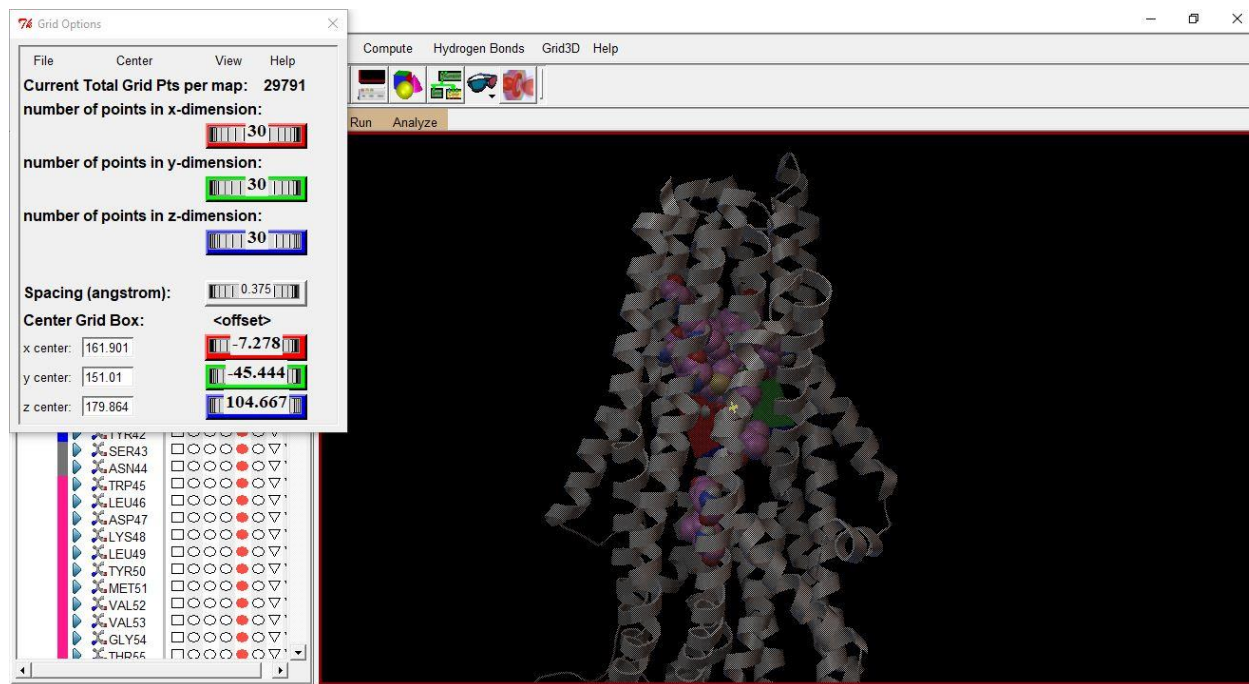 Grid Options
File Center View Help
Current Total Grid Pts per map: 29791
number of points in x-dimension:
30
number of points in y-dimension:
30
number of points in z-dimension:
30
Spacing (angstrom): 0.375
Center Grid Box: <offset>
x center: 161.901 -7.278
y center: 151.01 -45.444
z center: 179.864 104.667
Compute Hydrogen Bonds Grid3D Help
Run Analyze
TYR42
SER43
ASN44
TRP45
LEU46
ASP47
LYS48
LEU49
TYR50
MET51
VAL52
VAL53
GLY54
THR55